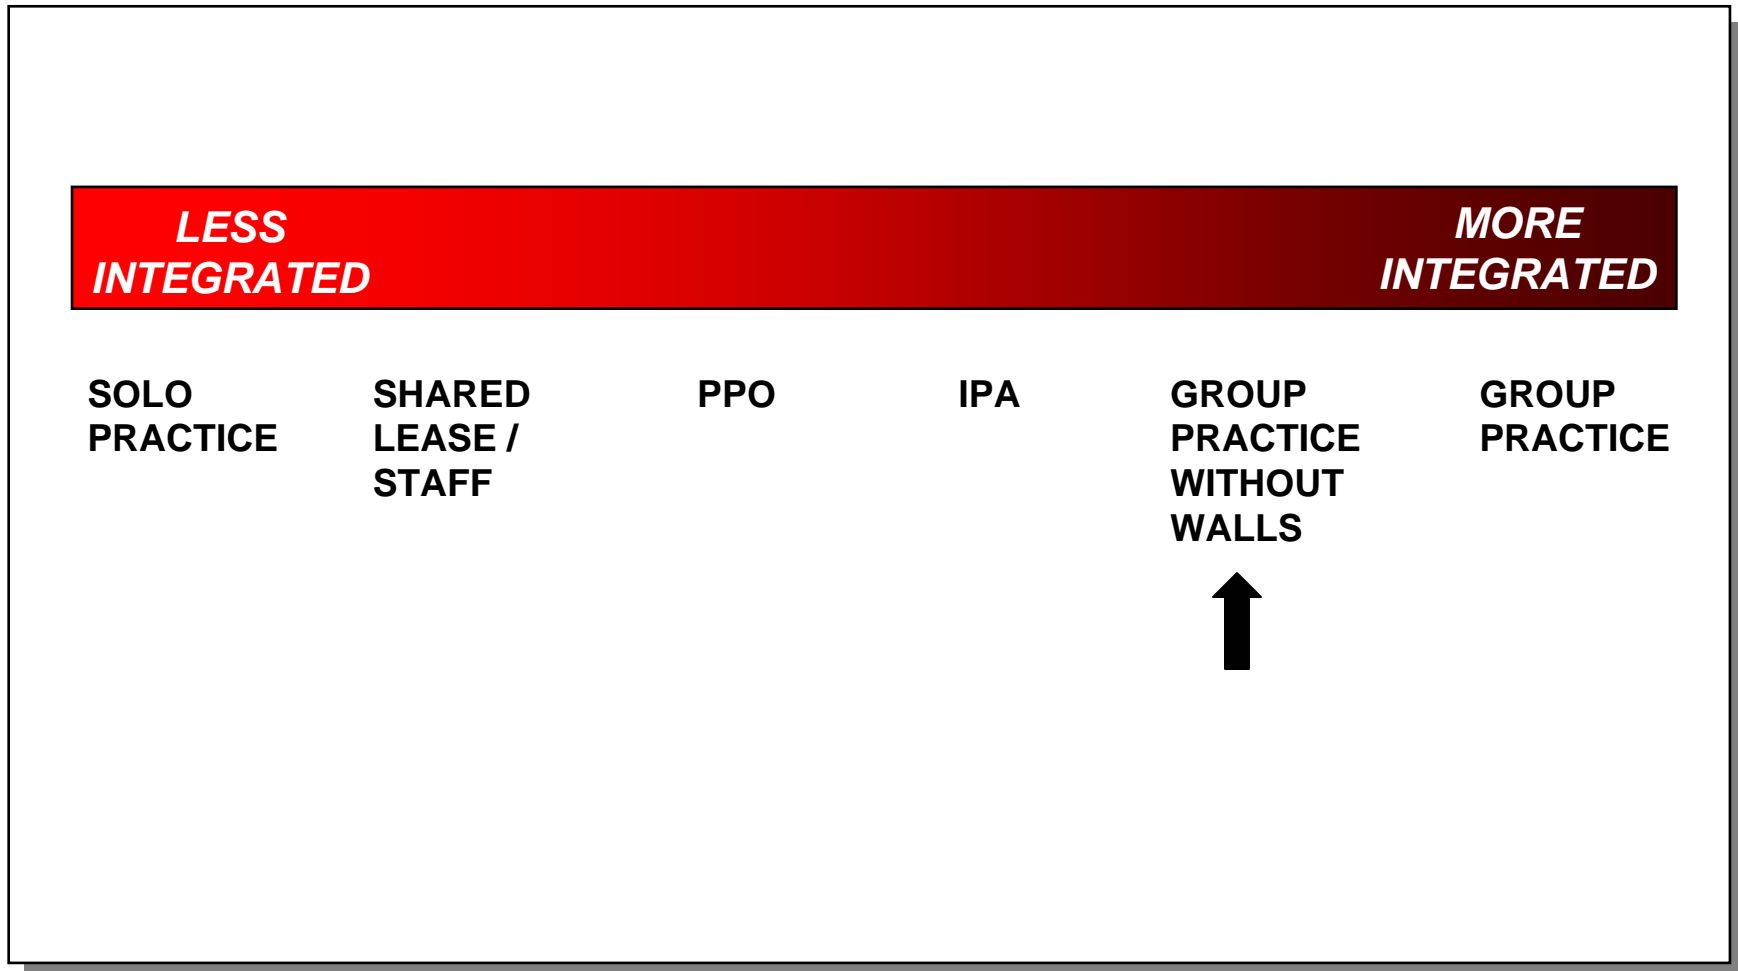 LESS
INTEGRATED
MORE
INTEGRATED
SOLO
PRACTICE
SHARED
LEASE /
STAFF
PPO
IPA
GROUP
PRACTICE
WITHOUT
WALLS
GROUP
PRACTICE